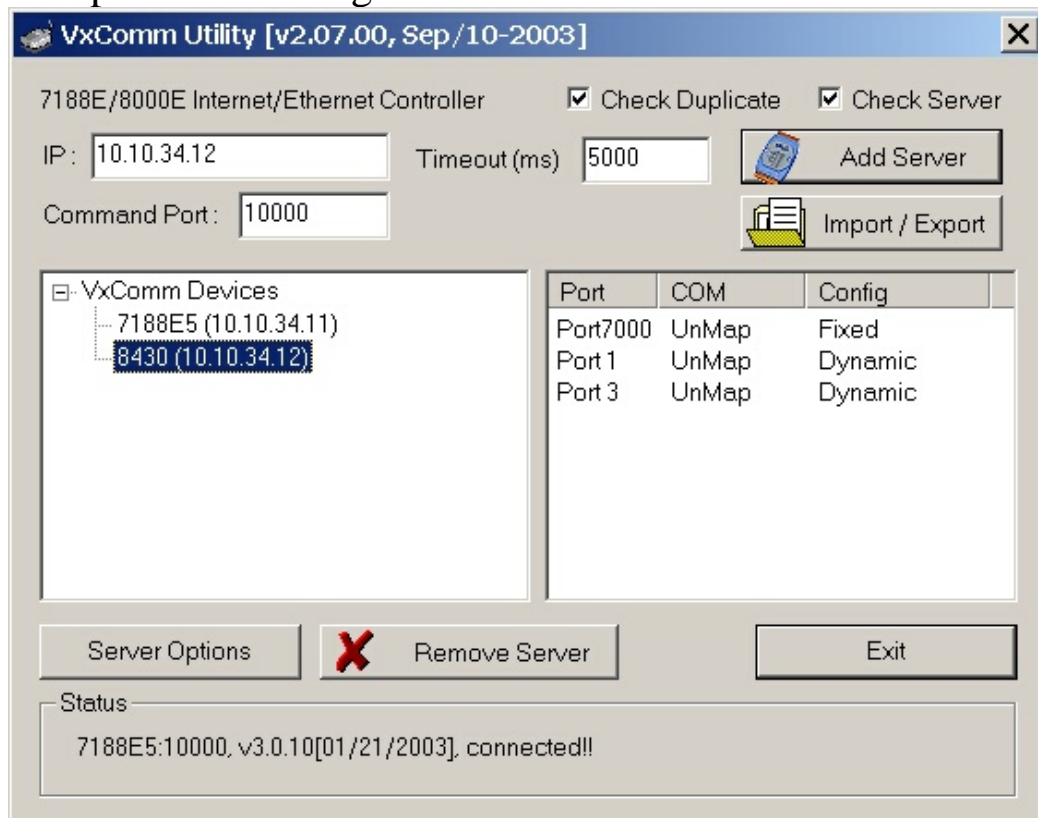 VxComm Utility [v2.07.00, Sep/10-2003]
7188E/8000E Internet/Ethernet Controller
Check Duplicate
Check Server
IP : 10.10.34.12
Timeout (ms) 5000
Add Server
Command Port : 10000
Import / Export
VxComm Devices
7188E5 (10.10.34.11)
8430 (10.10.34.12)
Port COM Config
Port7000 UnMap Fixed
Port 1 UnMap Dynamic
Port 3 UnMap Dynamic
Server Options
Remove Server
Exit
Status
7188E5:10000, v3.0.10[01/21/2003], connected!!